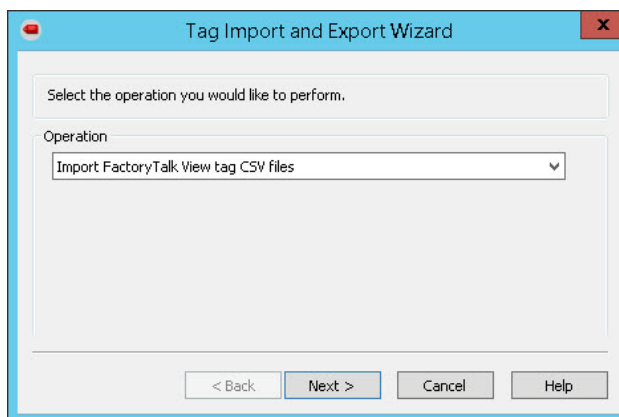 Tag Import and Export Wizard
X
Select the operation you would like to perform.
Operation
Import FactoryTalk View tag CSV files
< Back Next > Cancel Help